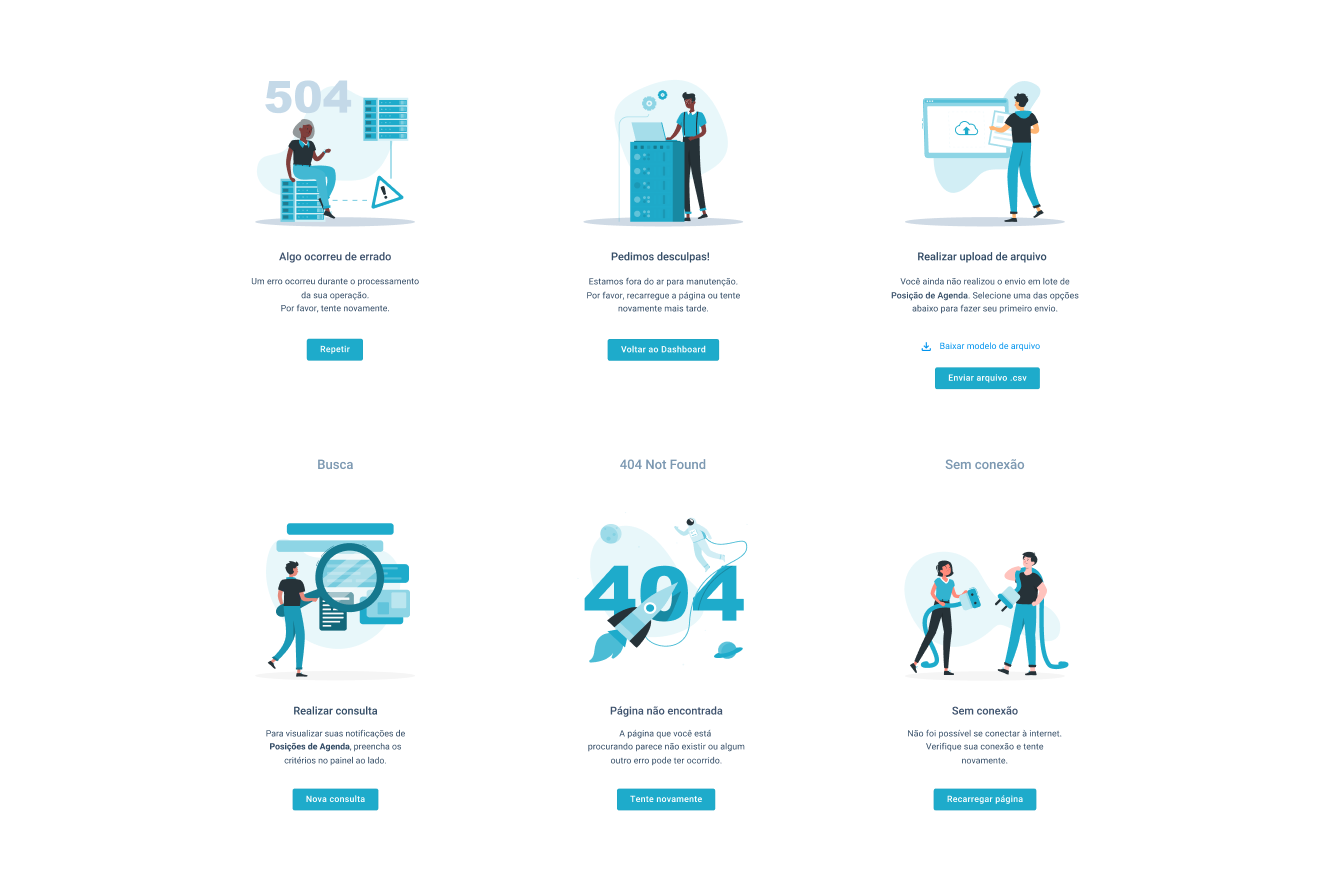 504
Algo ocorreu de errado
Um erro ocorreu durante o processamento
da sua operação.
Por favor, tente novamente.
Repetir
Pedimos desculpas!
Estamos fora do ar para manutenção.
Por favor, recarregue a página ou tente
novamente mais tarde.
Voltar ao Dashboard
Realizar upload de arquivo
Você ainda não realizou o envio em lote de
Posição de Agenda. Selecione uma das opções
abaixo para fazer seu primeiro envio.
Baixar modelo de arquivo
Enviar arquivo .csv
Busca
Realizar consulta
Para visualizar suas notificações de
Posições de Agenda, preencha os
critérios no painel ao lado.
Nova consulta
404 Not Found
404
Página não encontrada
A página que você está
procurando parece não existir ou algum
outro erro pode ter ocorrido.
Tente novamente
Sem conexão
Sem conexão
Não foi possível se conectar à internet.
Verifique sua conexão e tente
novamente.
Recarregar página